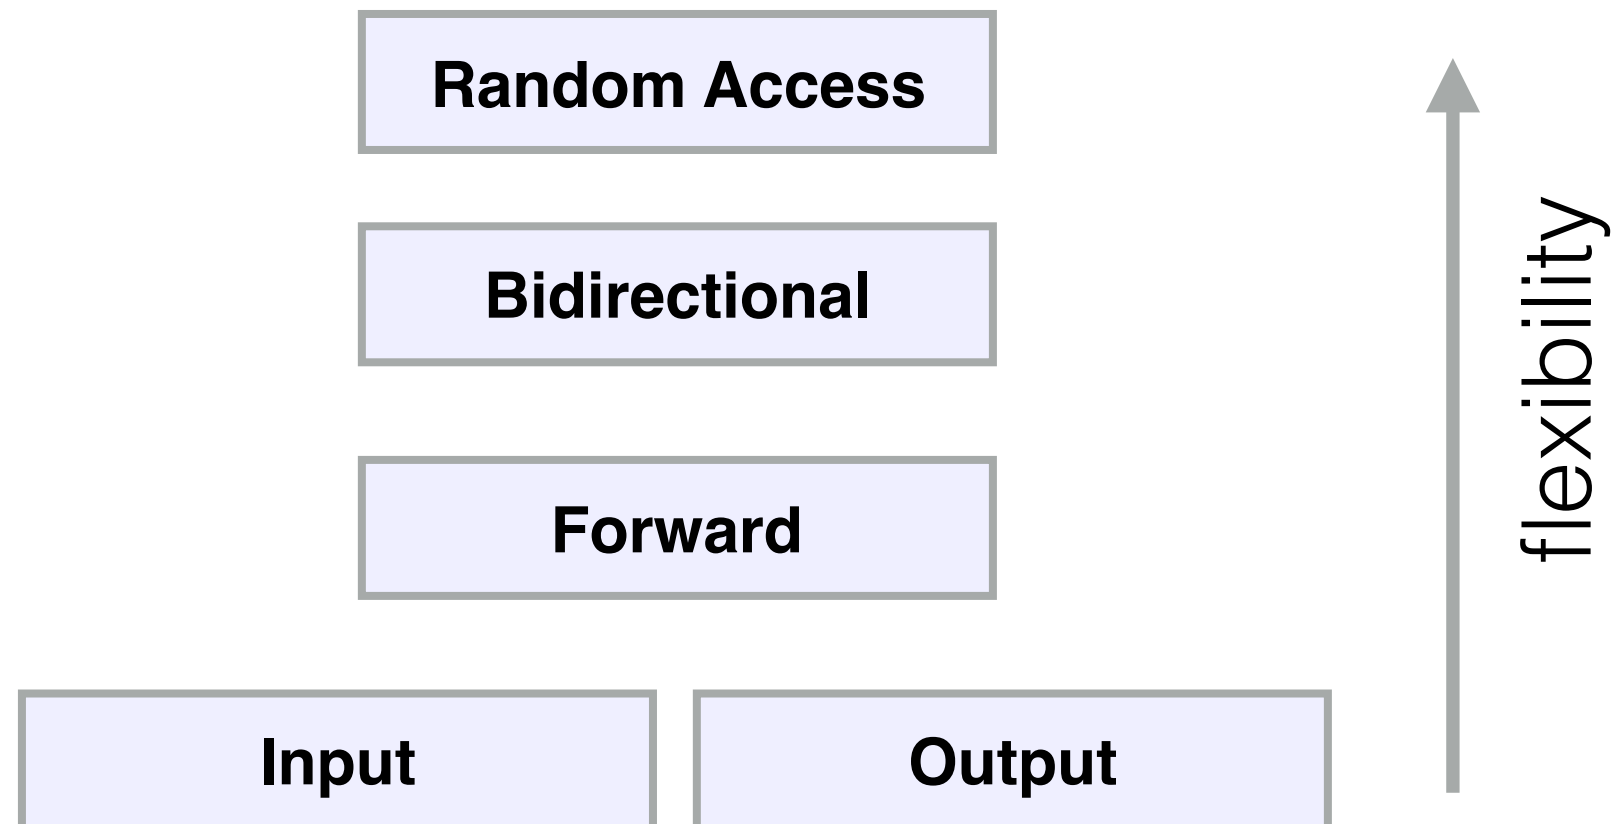 Random Access
Bidirectional
Forward
Input
Output
flexibility